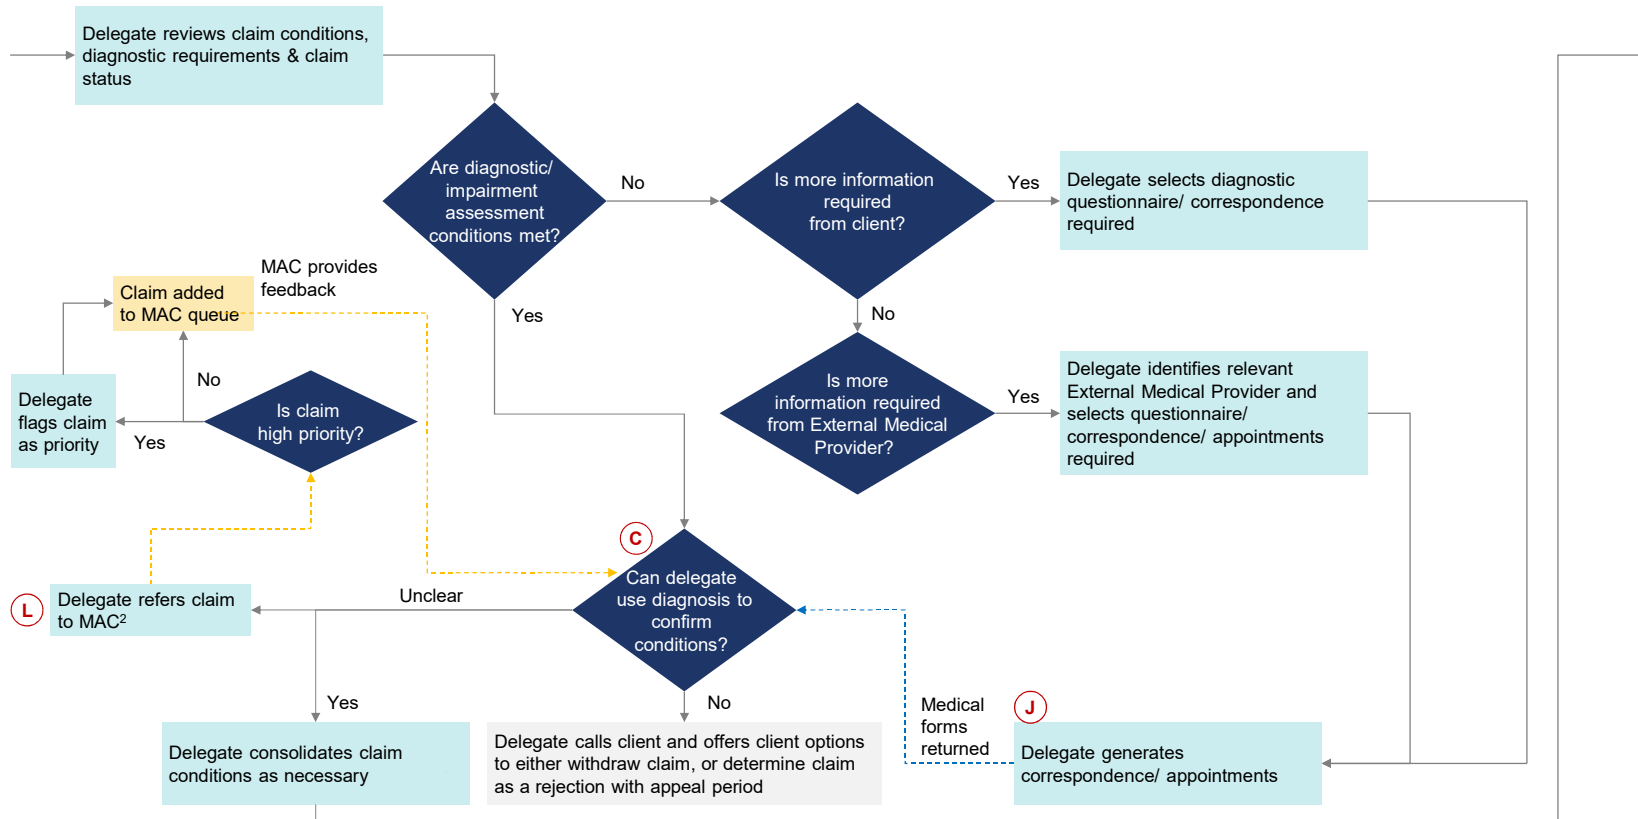 Delegate reviews claim conditions,
diagnostic requirements & claim
status
Are diagnostic/
impairment
assessment
conditions met?
No
Is more information
required
from client?
Yes
Delegate selects diagnostic
questionnaire/ correspondence
required
MAC provides
feedback
Claim added
to MAC queue
Yes
No
Delegate
flags claim
as priority
No
Yes
Is claim
high priority?
Is more
information required
from External Medical
Provider?
Yes
Delegate identifies relevant
External Medical Provider and
selects questionnaire/
correspondence/ appointments
required
C
Can delegate
use diagnosis to
confirm
conditions?
Unclear
L
Delegate refers claim
to MAC²
Yes
No
Medical
forms
returned
J
Delegate consolidates claim
conditions as necessary
Delegate calls client and offers client options
to either withdraw claim, or determine claim
as a rejection with appeal period
Delegate generates
correspondence/ appointments